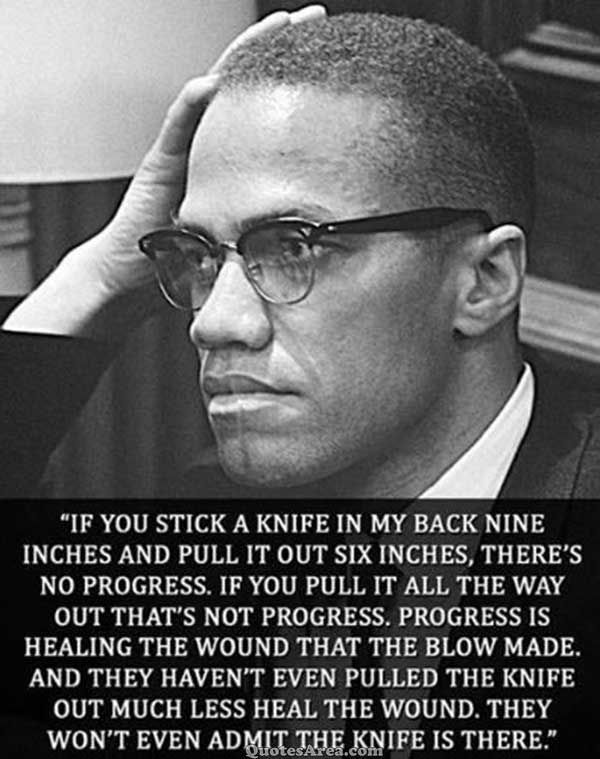 "IF YOU STICK A KNIFE IN MY BACK NINE
INCHES AND PULL IT OUT SIX INCHES, THERE'S
NO PROGRESS. IF YOU PULL IT ALL THE WAY
OUT THAT'S NOT PROGRESS. PROGRESS IS
HEALING THE WOUND THAT THE BLOW MADE.
AND THEY HAVEN'T EVEN PULLED THE KNIFE
OUT MUCH LESS HEAL THE WOUND. THEY
WON'T EVEN ADMIT THE KNIFE IS THERE."
QuotesArea.com